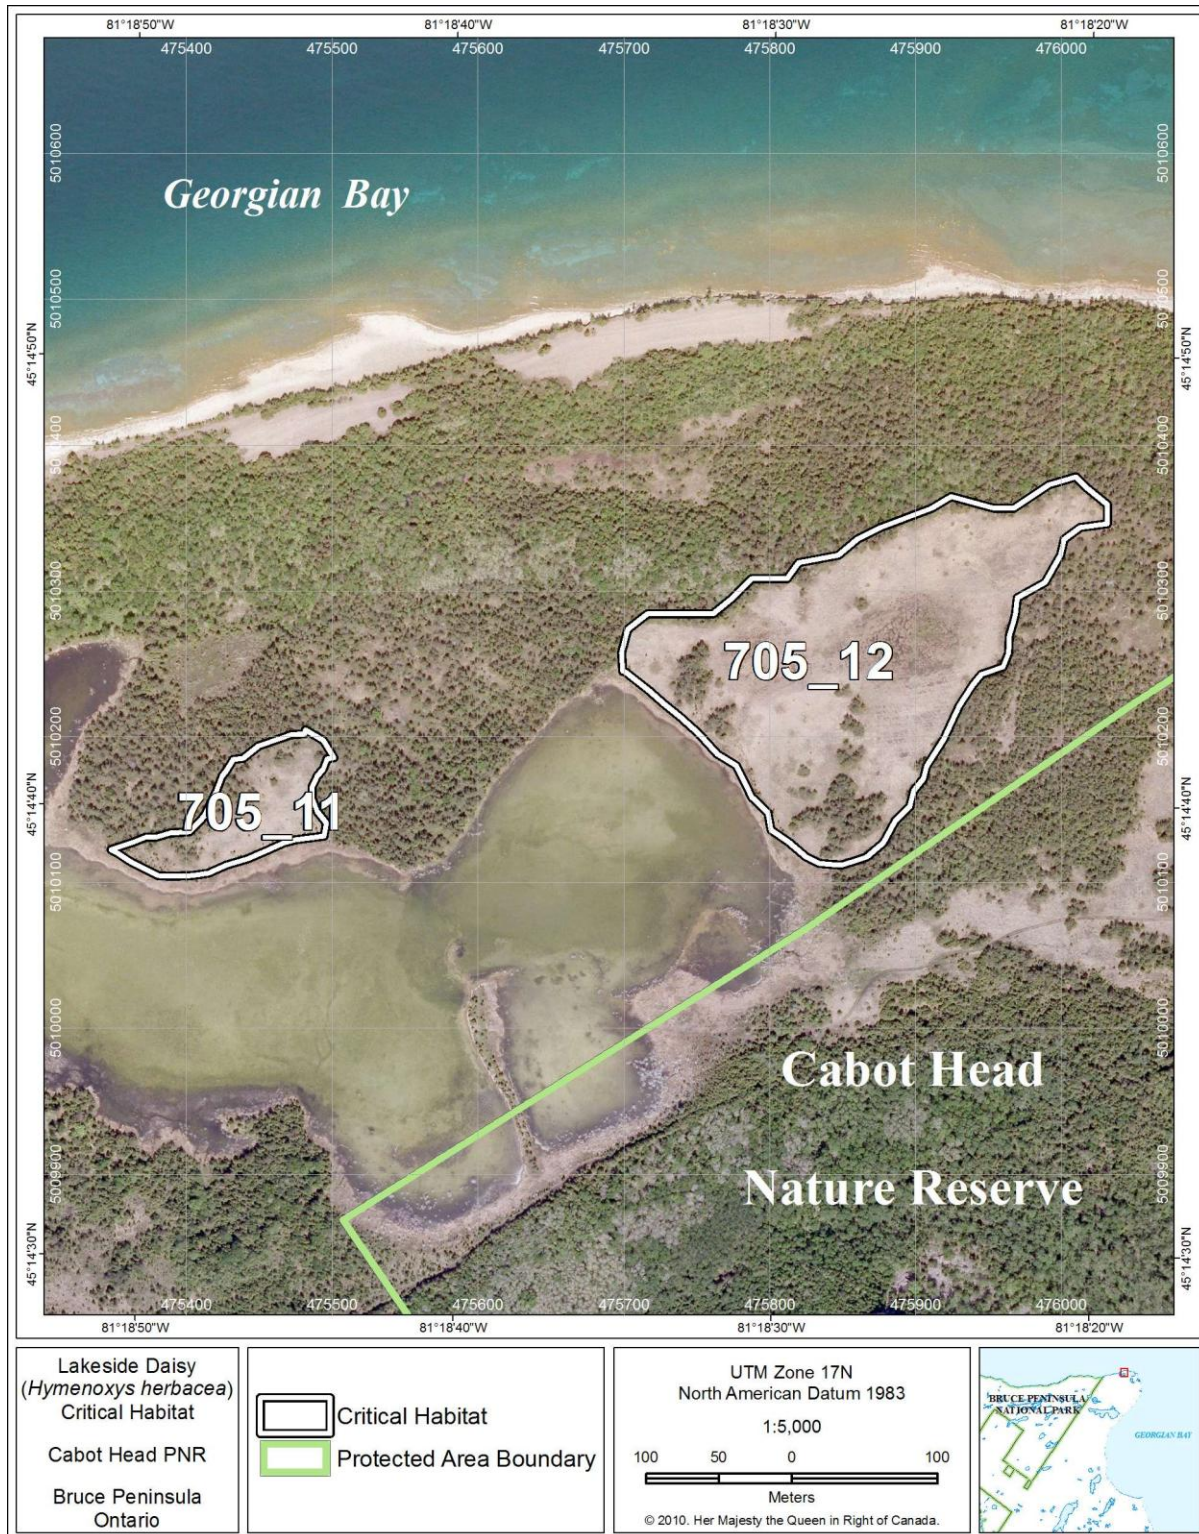 81°18'50"W 81°18'40"W 81°18'30"W 81°18'20"W
475400 475500 475600 475700 475800 475900 476000
5010600 5010600
Georgian Bay
5010500 5010500
45°14'50"N 45°14'50"N
5010400 5010400
5010300 5010300
705_12
5010200 5010200
705_11
45°14'40"N 45°14'40"N
5010100 5010100
5010000 5010000
Cabot Head
Nature Reserve
5009900 5009900
45°14'30"N 45°14'30"N
475400 475500 475600 475700 475800 475900 476000
81°18'50"W 81°18'40"W 81°18'30"W 81°18'20"W
Lakeside Daisy
(Hymenoxys herbacea)
Critical Habitat
Cabot Head PNR
Bruce Peninsula
Ontario
Critical Habitat
Protected Area Boundary
UTM Zone 17N
North American Datum 1983
1:5,000
100 50 0 100
Meters
© 2010. Her Majesty the Queen in Right of Canada.
BRUCE PENINSULA
NATIONAL PARK
GEORGIAN BAY